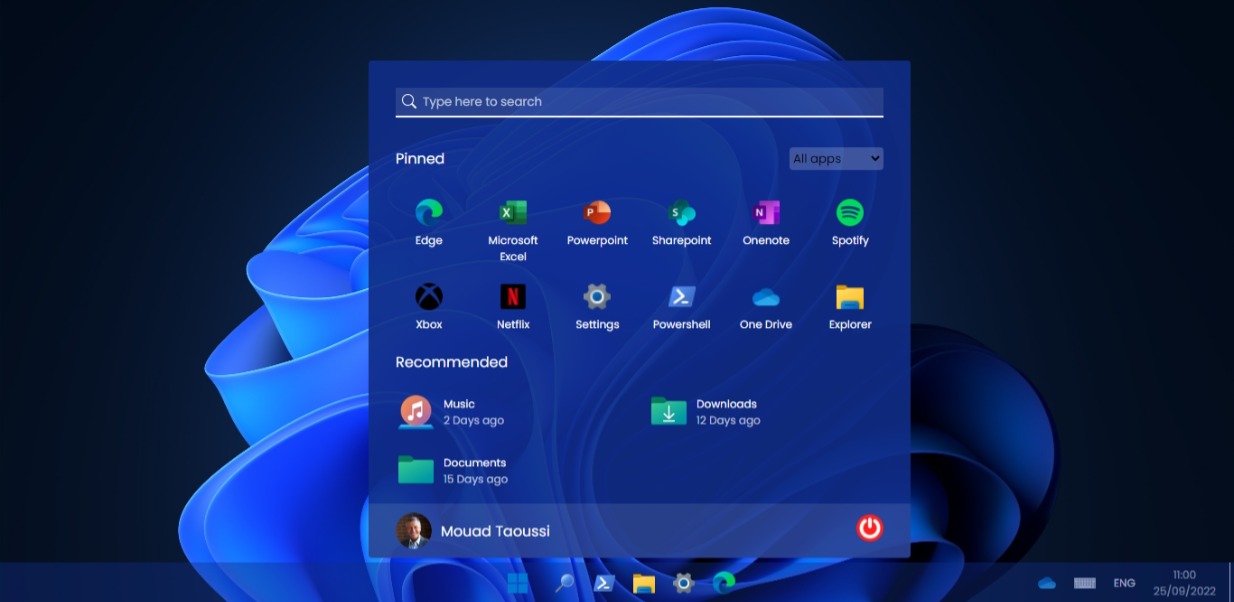 Type here to search
Pinned
All apps
Edge
Microsoft
Excel
Powerpoint
Sharepoint
Onenote
Spotify
Xbox
Netflix
Settings
Powershell
One Drive
Explorer
Recommended
Music
2 Days ago
Downloads
12 Days ago
Documents
15 Days ago
Mouad Taoussi
ENG
11:00
25/09/2022